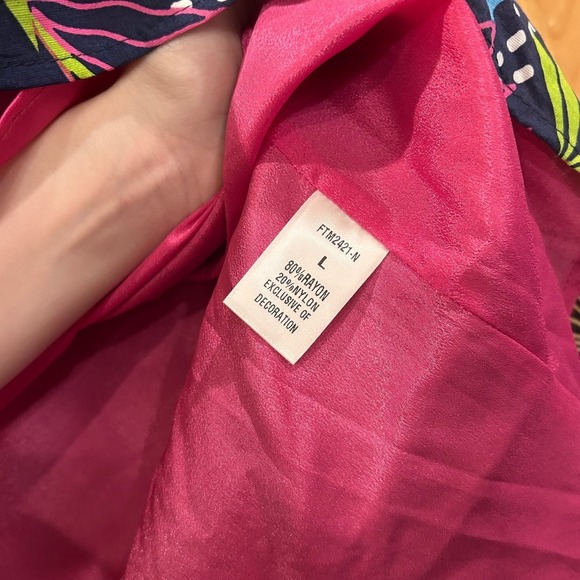 FTM2421-N
L
80%RAYON
20%NYLON
EXCLUSIVE OF
DECORATION